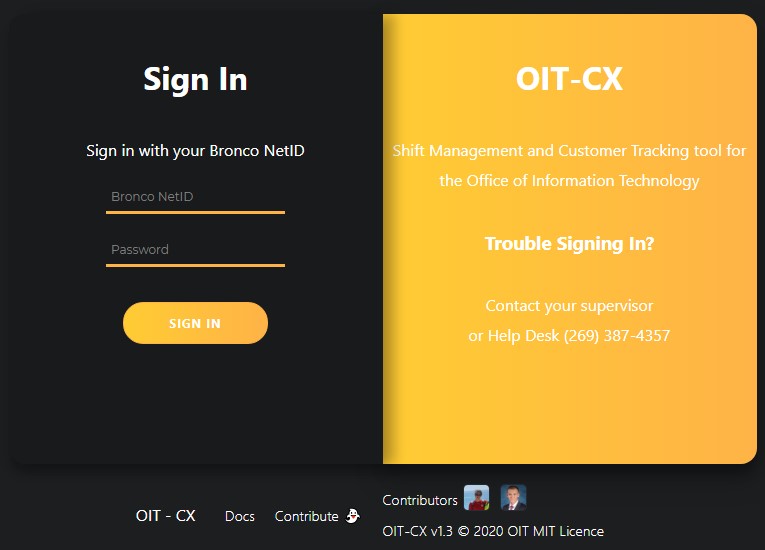 Sign In
Sign in with your Bronco NetID
Bronco NetID
Password
SIGN IN
OIT-CX
Shift Management and Customer Tracking tool for
the Office of Information Technology
Trouble Signing In?
Contact your supervisor
or Help Desk (269) 387-4357
OIT - CX
Docs
Contribute
Contributors
OIT-CX v1.3 © 2020 OIT MIT Licence